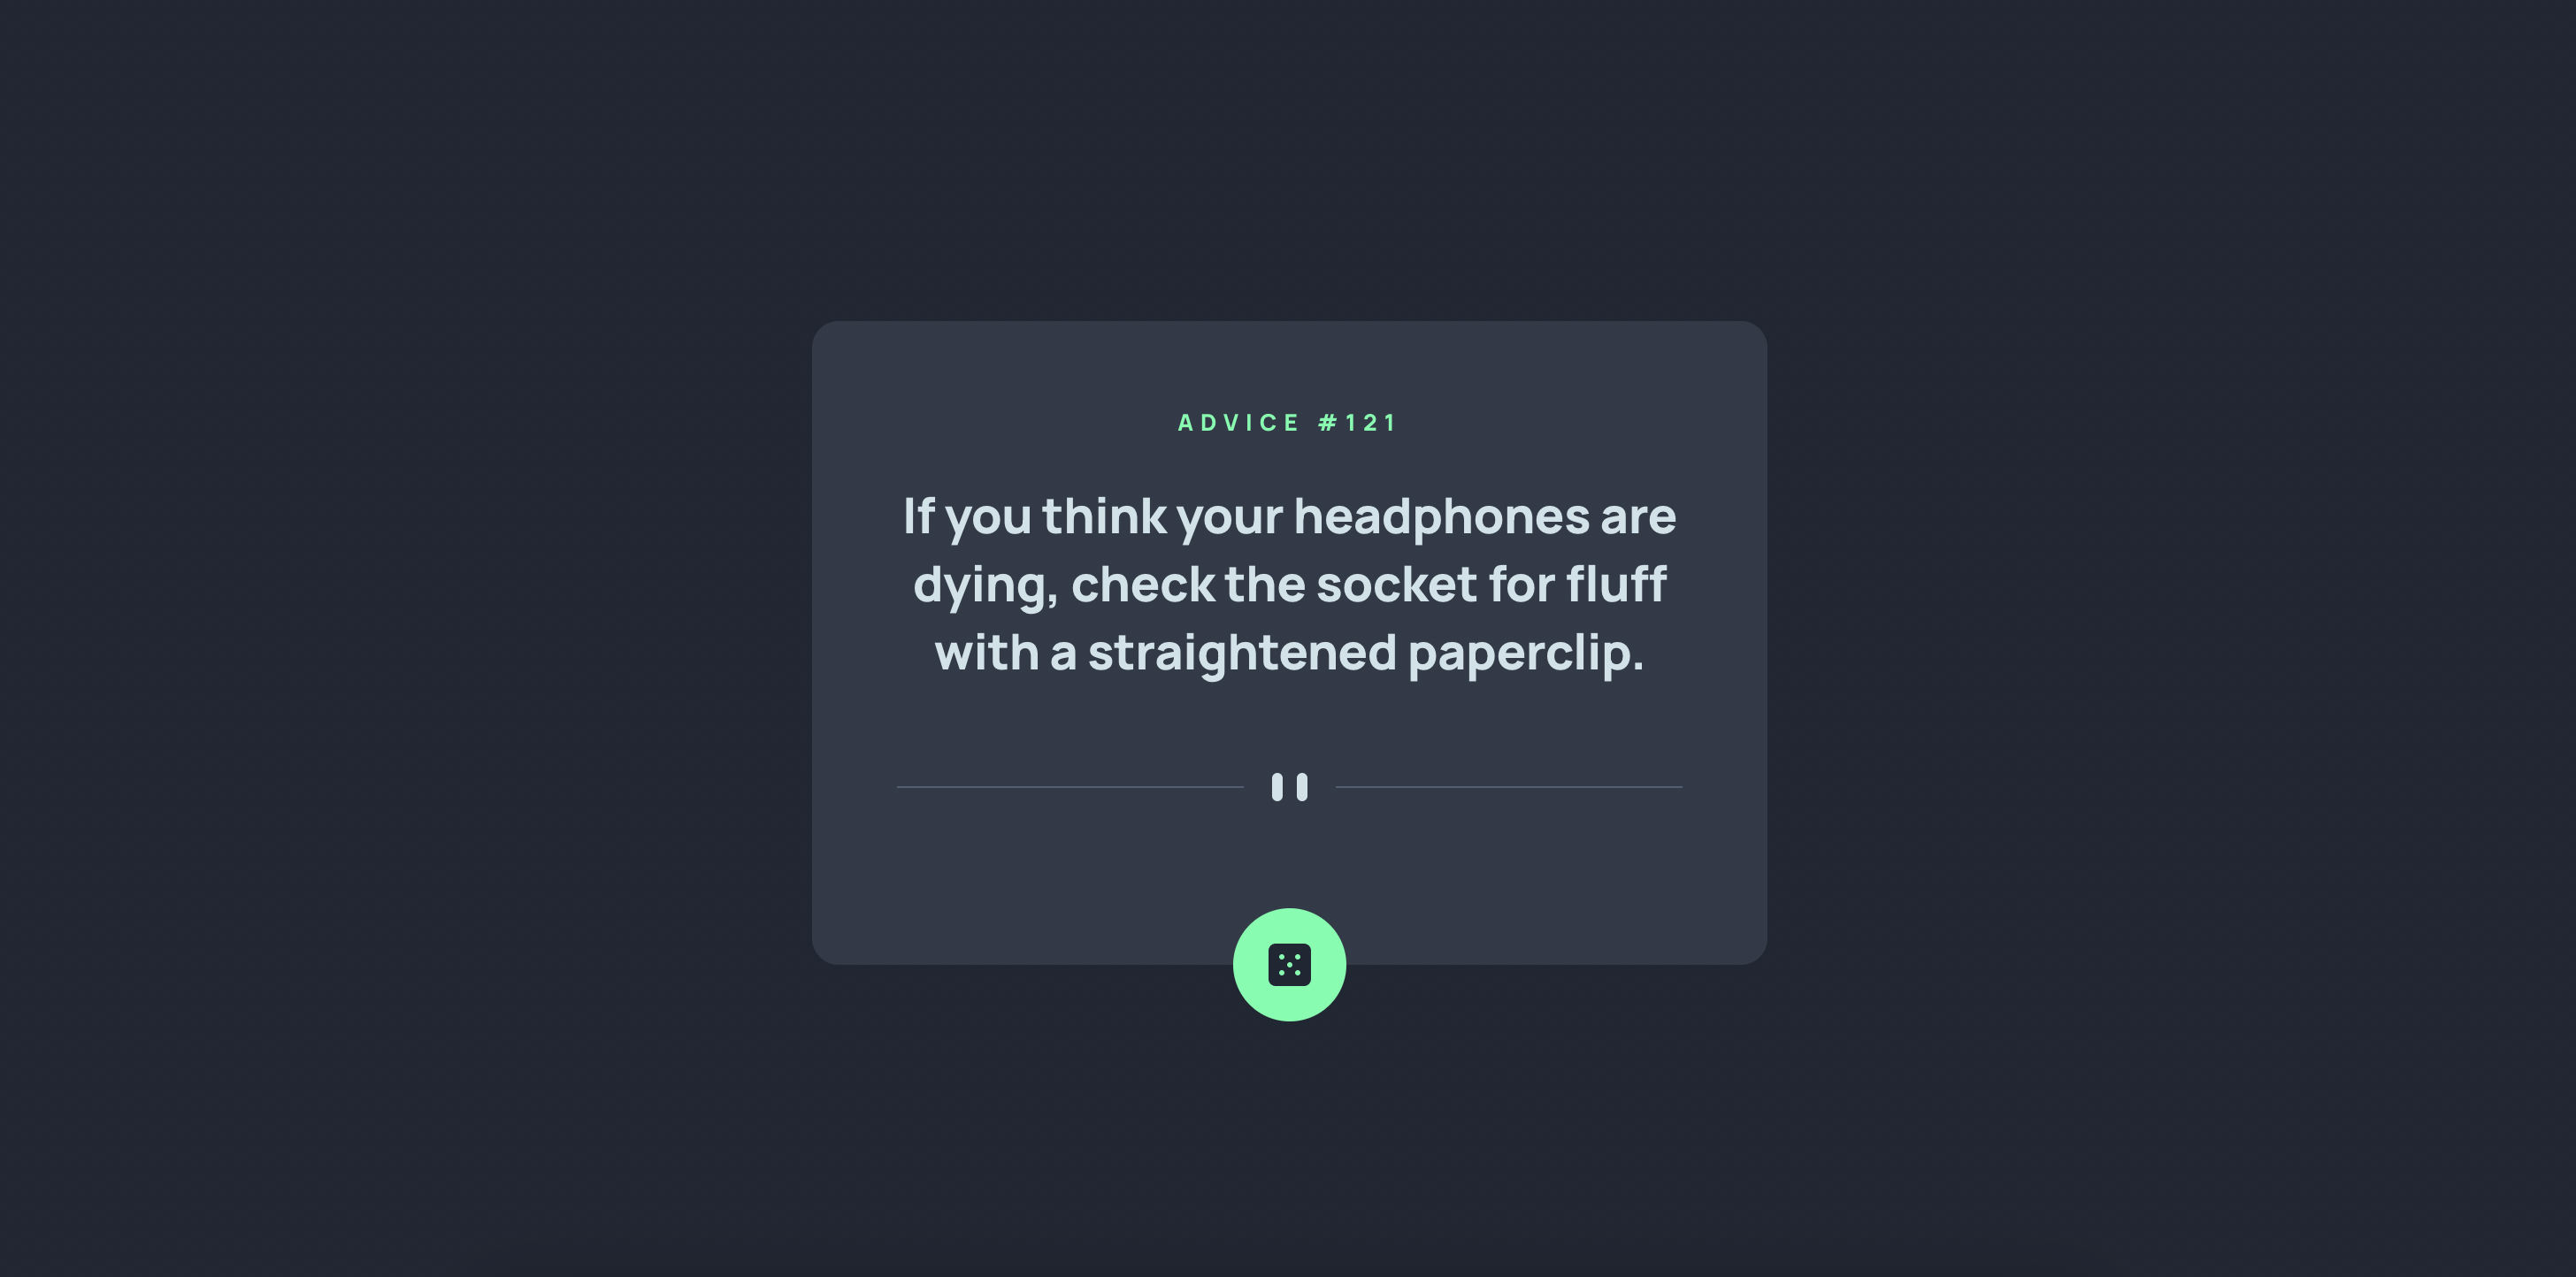 ADVICE #121
If you think your headphones are
dying, check the socket for fluff
with a straightened paperclip.